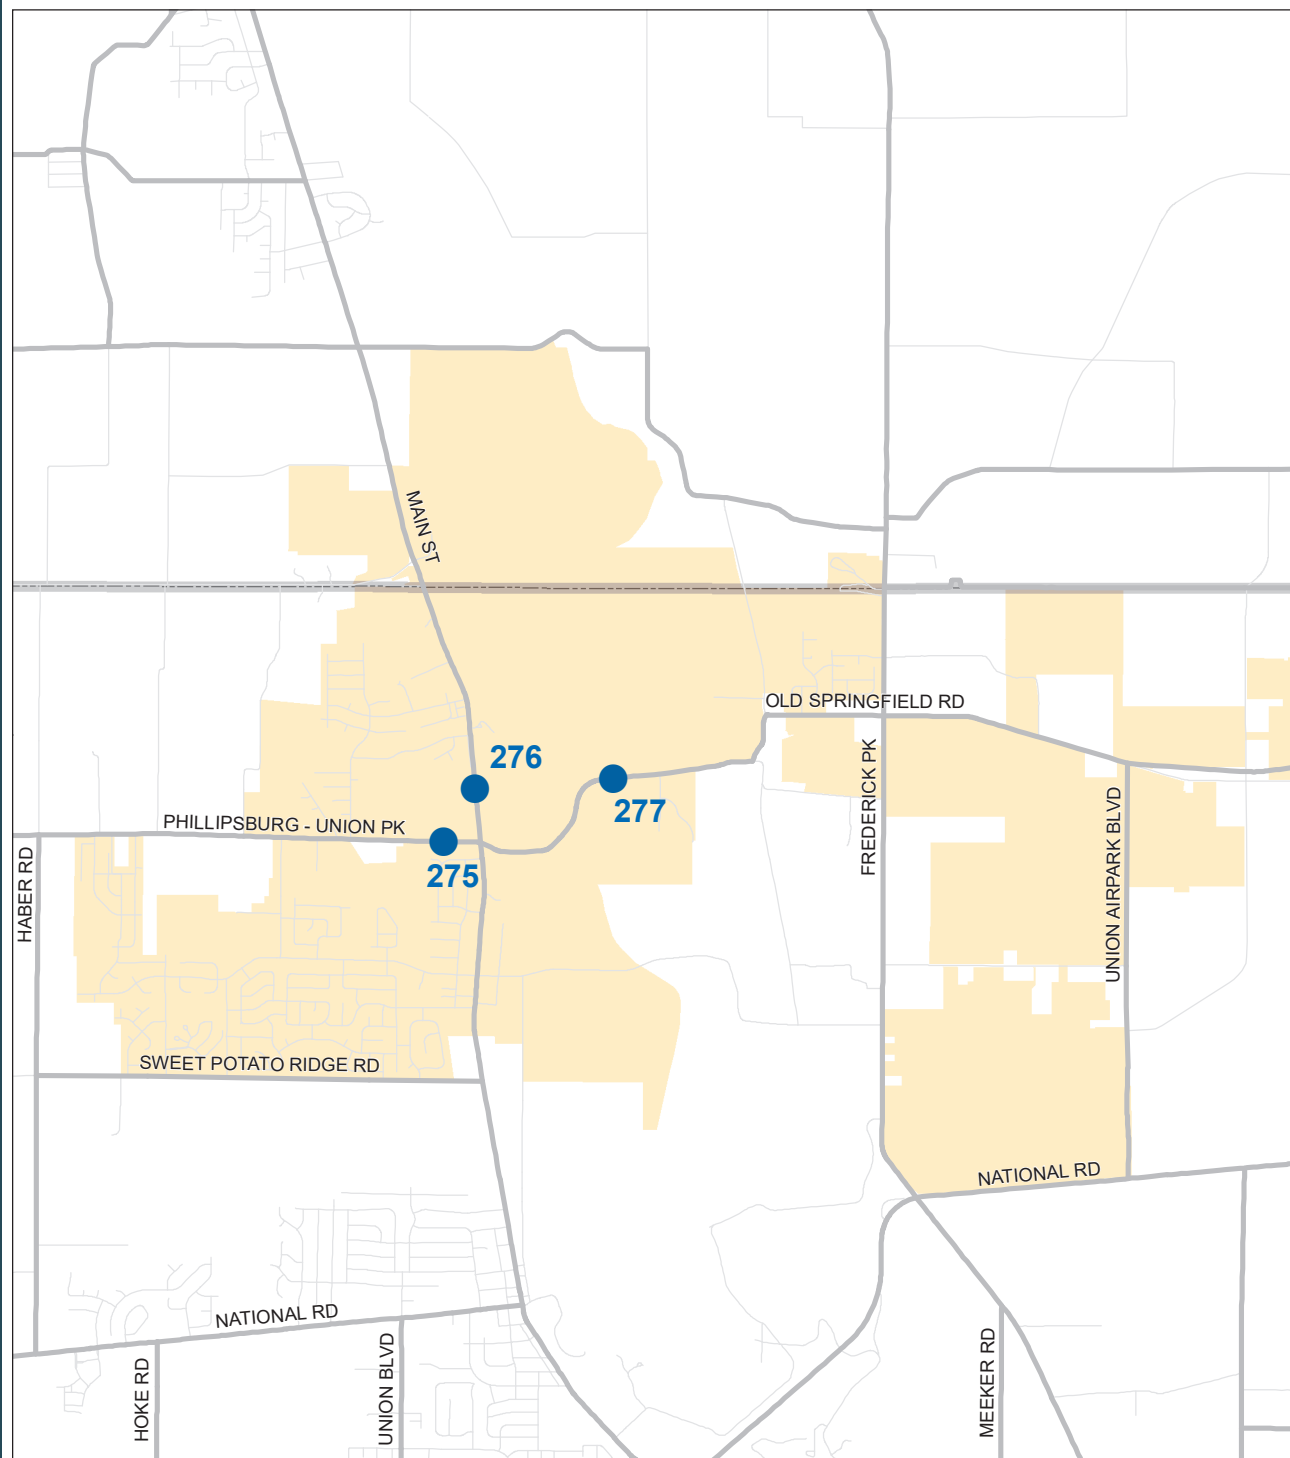 MAIN ST
OLD SPRINGFIELD RD
276
277
FREDERICK PK
PHILLIPSBURG - UNION PK
275
HABER RD
UNION AIRPARK BLVD
SWEET POTATO RIDGE RD
NATIONAL RD
NATIONAL RD
HOKE RD
UNION BLVD
MEEKER RD